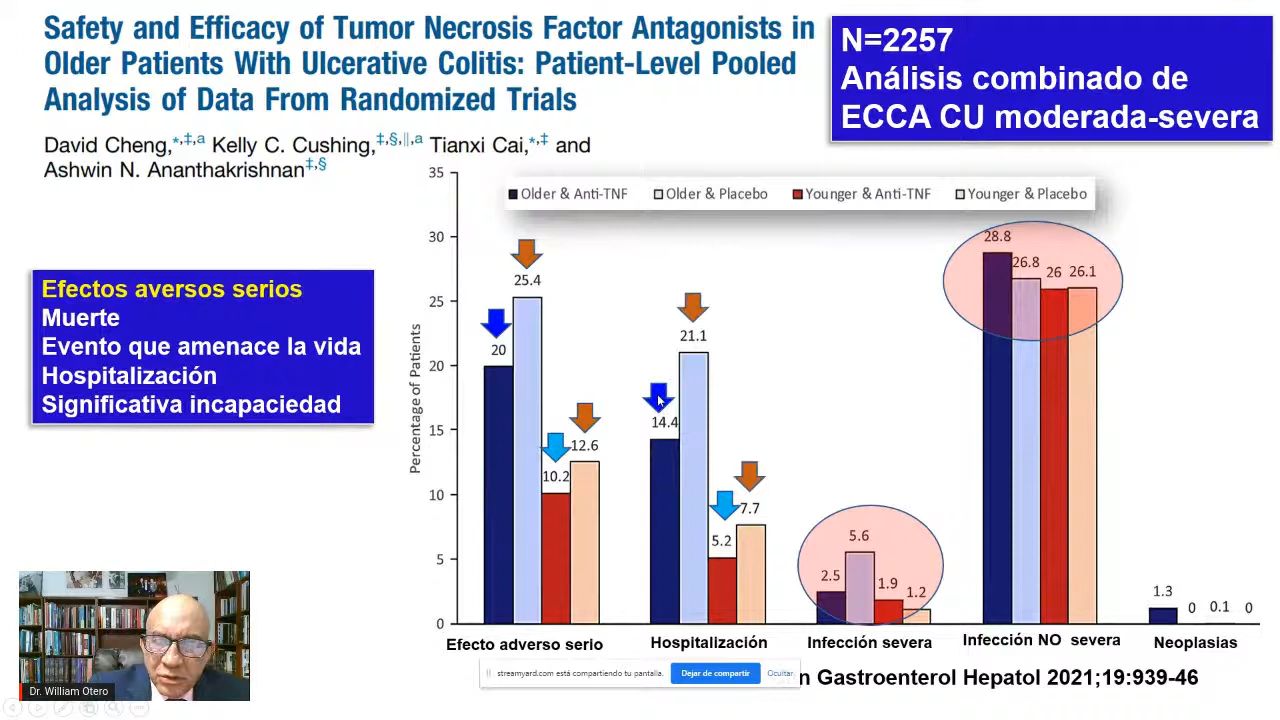 Safety and Efficacy of Tumor Necrosis Factor Antagonists in
Older Patients With Ulcerative Colitis: Patient-Level Pooled
Analysis of Data From Randomized Trials
David Cheng,*,‡,a Kelly C. Cushing,‡,§,||,a Tianxi Cai,*,‡ and
Ashwin N. Ananthakrishnan‡,§
N=2257
Análisis combinado de
ECCA CU moderada-severa
Efectos aversos serios
Muerte
Evento que amenace la vida
Hospitalización
Significativa incapaciedad
Older & Anti-TNF Older & Placebo Younger & Anti-TNF Younger & Placebo
Percentage of Patients
35
30
25
20
15
10
5
0
20 25.4 10.2 12.6
14.4 21.1 5.2 7.7
2.5 5.6 1.9 1.2
28.8 26.8 26 26.1
1.3 0 0.1 0
Efecto adverso serio Hospitalización Infección severa Infección NO severa Neoplasias
streamyard.com está compartiendo tu pantalla. Dejar de compartir Ocultar
n Gastroenterol Hepatol 2021;19:939-46
Dr. William Otero